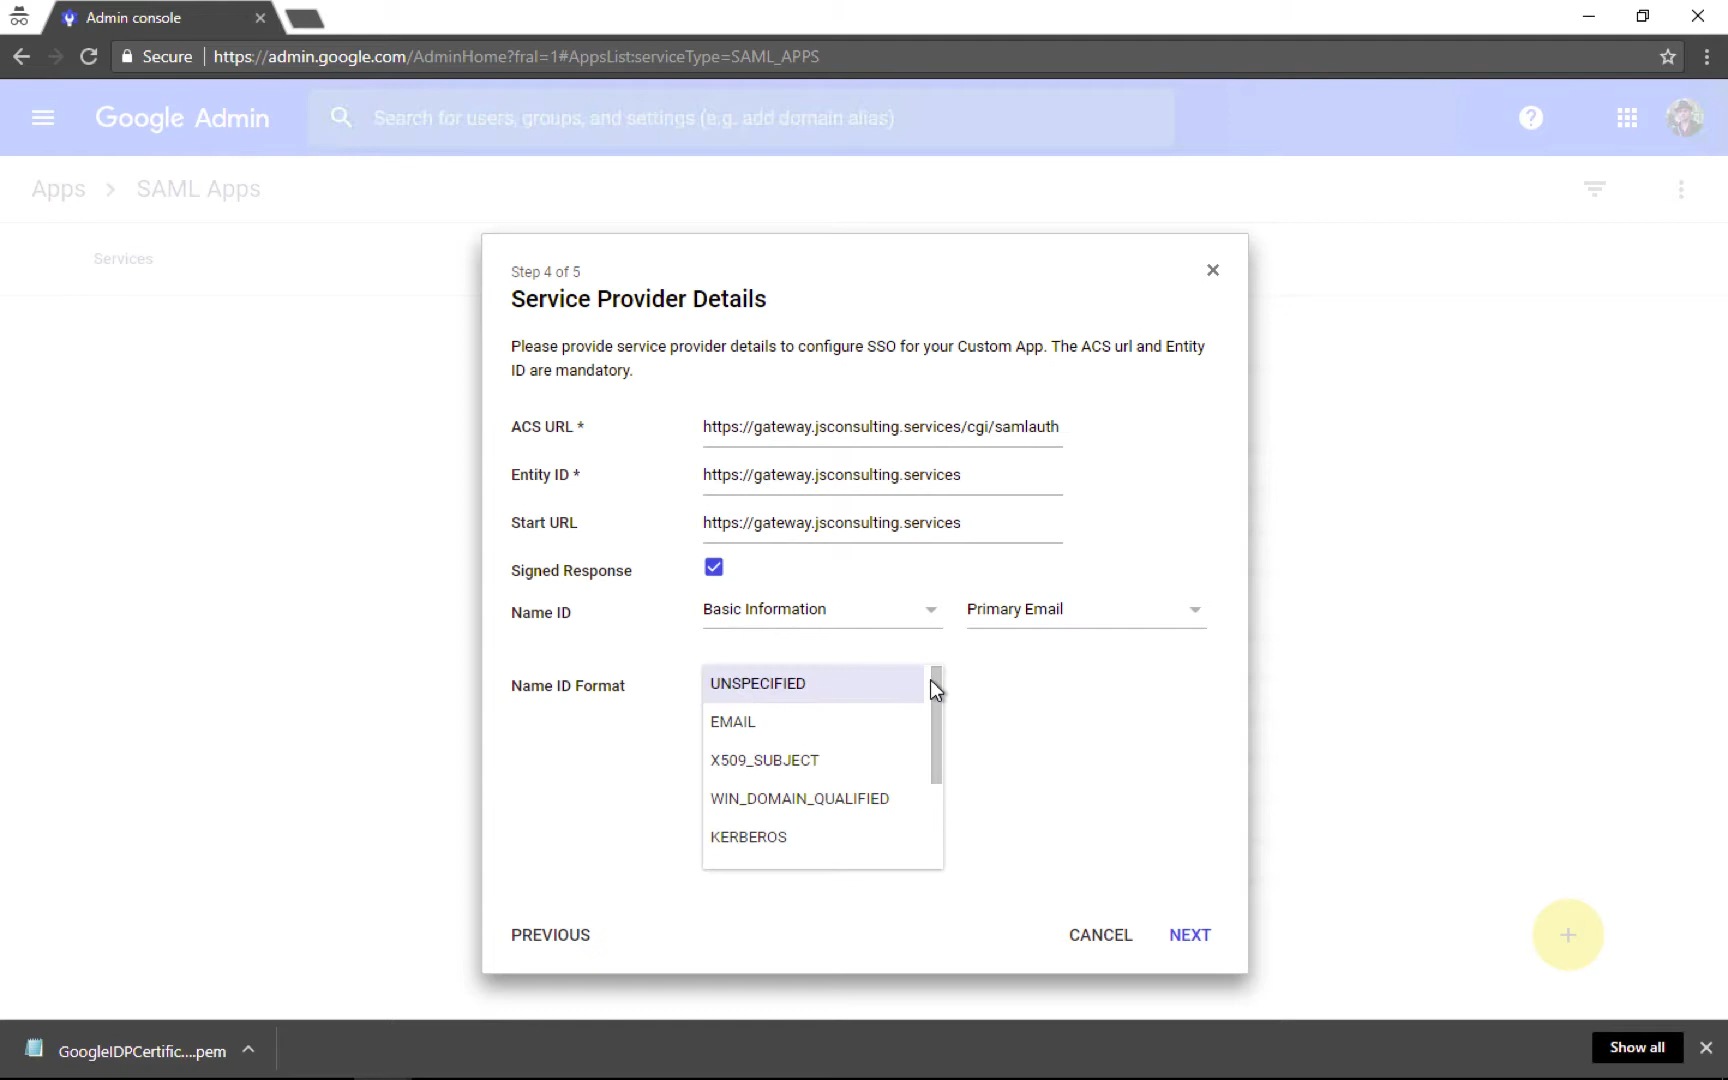 Admin console
Secure
https://admin.google.com/AdminHome?fral=1#AppsList:serviceType=SAML_APPS
Google Admin
Search for users, groups, and settings (e.g. add domain alias)
Apps > SAML Apps
Services
Step 4 of 5
Service Provider Details
Please provide service provider details to configure SSO for your Custom App. The ACS url and Entity
ID are mandatory.
ACS URL * https://gateway.jsconsulting.services/cgi/samlauth
Entity ID * https://gateway.jsconsulting.services
Start URL https://gateway.jsconsulting.services
Signed Response
Name ID Basic Information Primary Email
Name ID Format UNSPECIFIED
EMAIL
X509_SUBJECT
WIN_DOMAIN_QUALIFIED
KERBEROS
PREVIOUS CANCEL NEXT
GoogleIDPCertific....pem
Show all